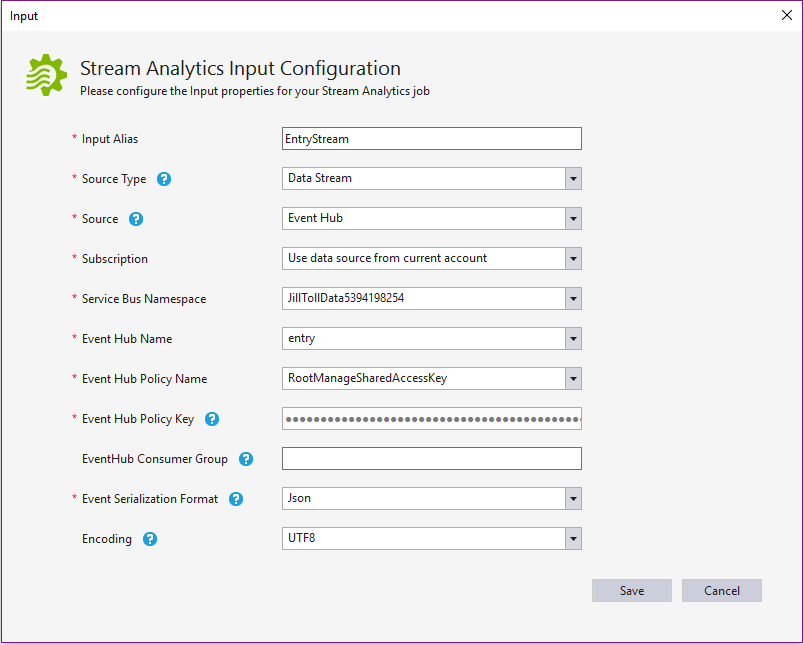 Input
Stream Analytics Input Configuration
Please configure the Input properties for your Stream Analytics job
* Input Alias EntryStream
* Source Type ? Data Stream
* Source ? Event Hub
* Subscription Use data source from current account
* Service Bus Namespace JillTollData5394198254
* Event Hub Name entry
* Event Hub Policy Name RootManageSharedAccessKey
* Event Hub Policy Key ? ●●●●●●●●●●●●●●●●●●●●●●●●●●●●●●●●●●●●●●●●●●●
EventHub Consumer Group ?
* Event Serialization Format ? Json
Encoding ? UTF8
Save Cancel